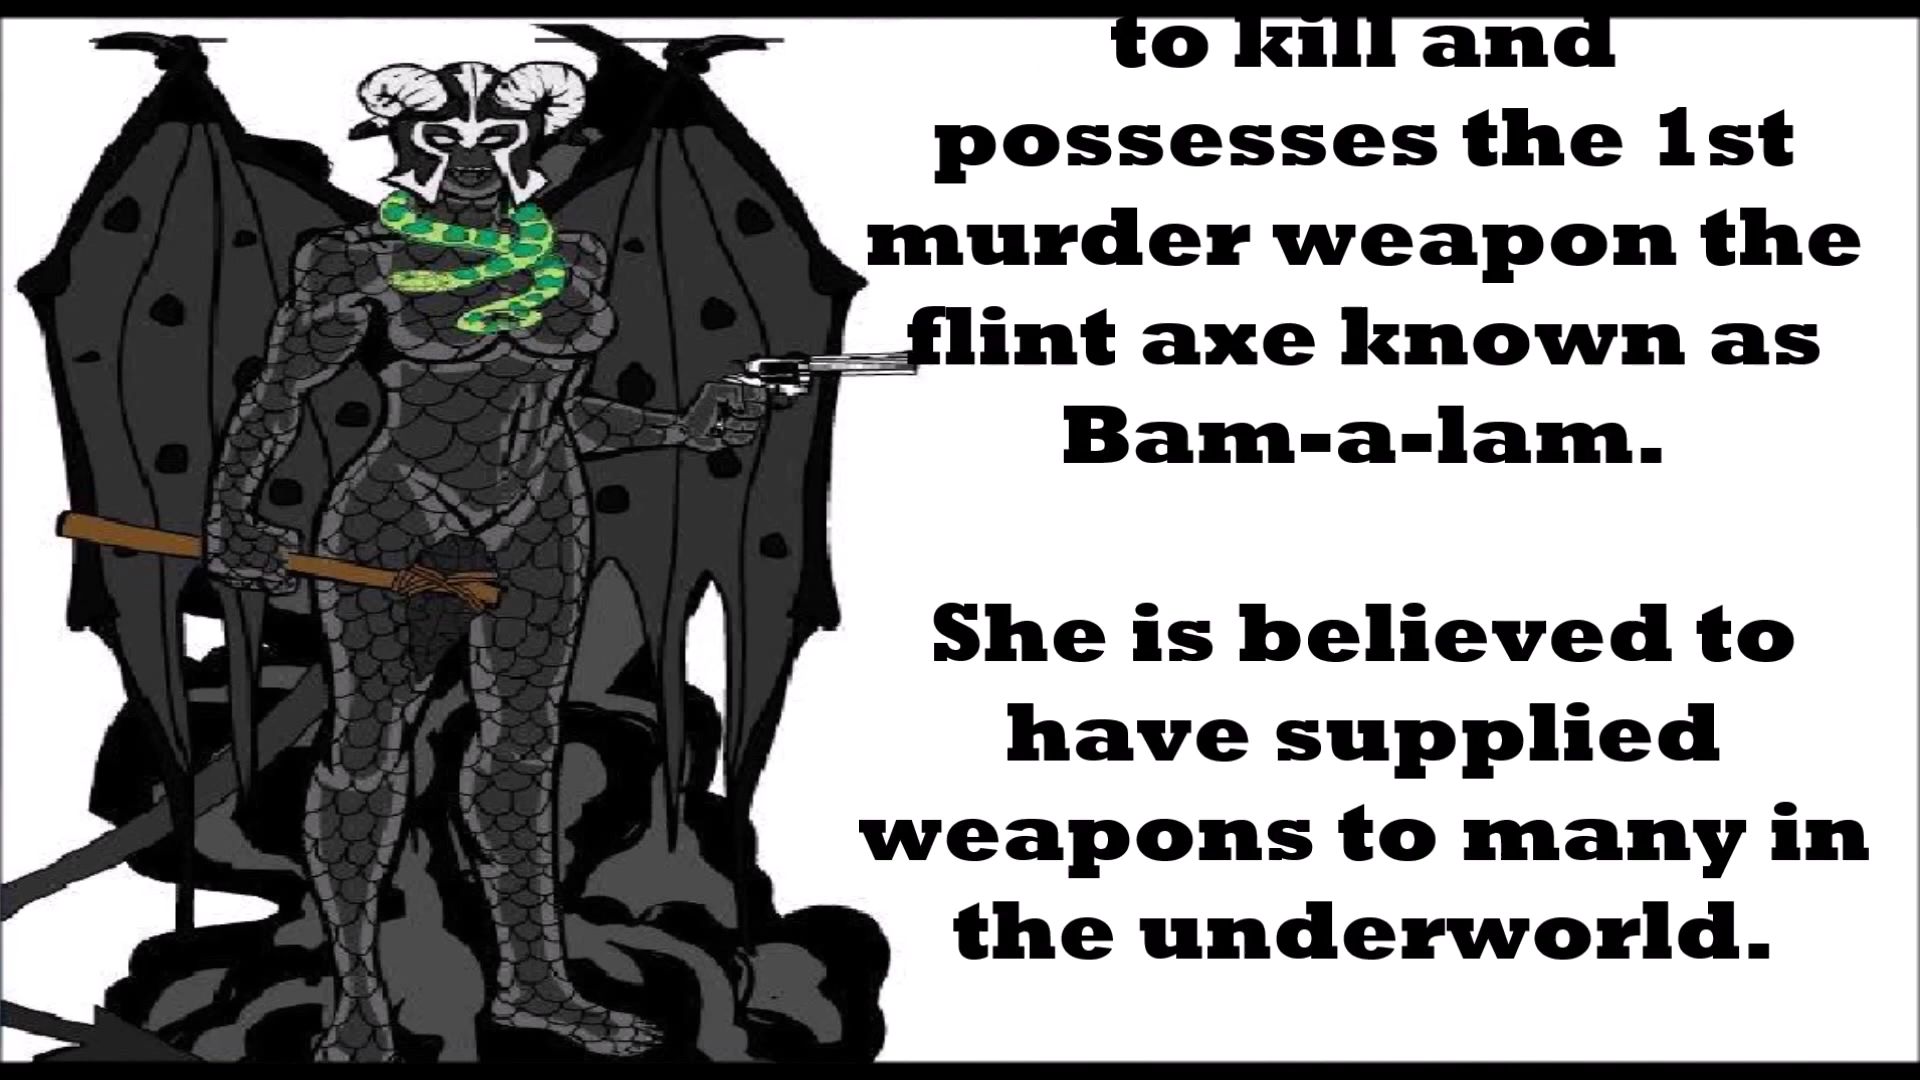 to kill and
possesses the 1st
murder weapon the
flint axe known as
Bam-a-lam.
She is believed to
have supplied
weapons to many in
the underworld.